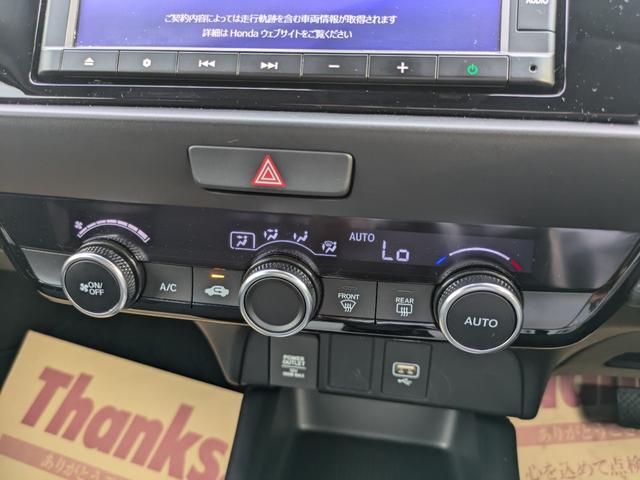 ご契約内容によっては走行軌跡を含む車両情報が取得されます
詳細は Honda ウェブサイトをご覧ください
AUDIO
AUTO Lo
ON/OFF
A/C
FRONT
REAR
AUTO
POWER
OUTLET
Thanks
ありがとう
心を込めて点検